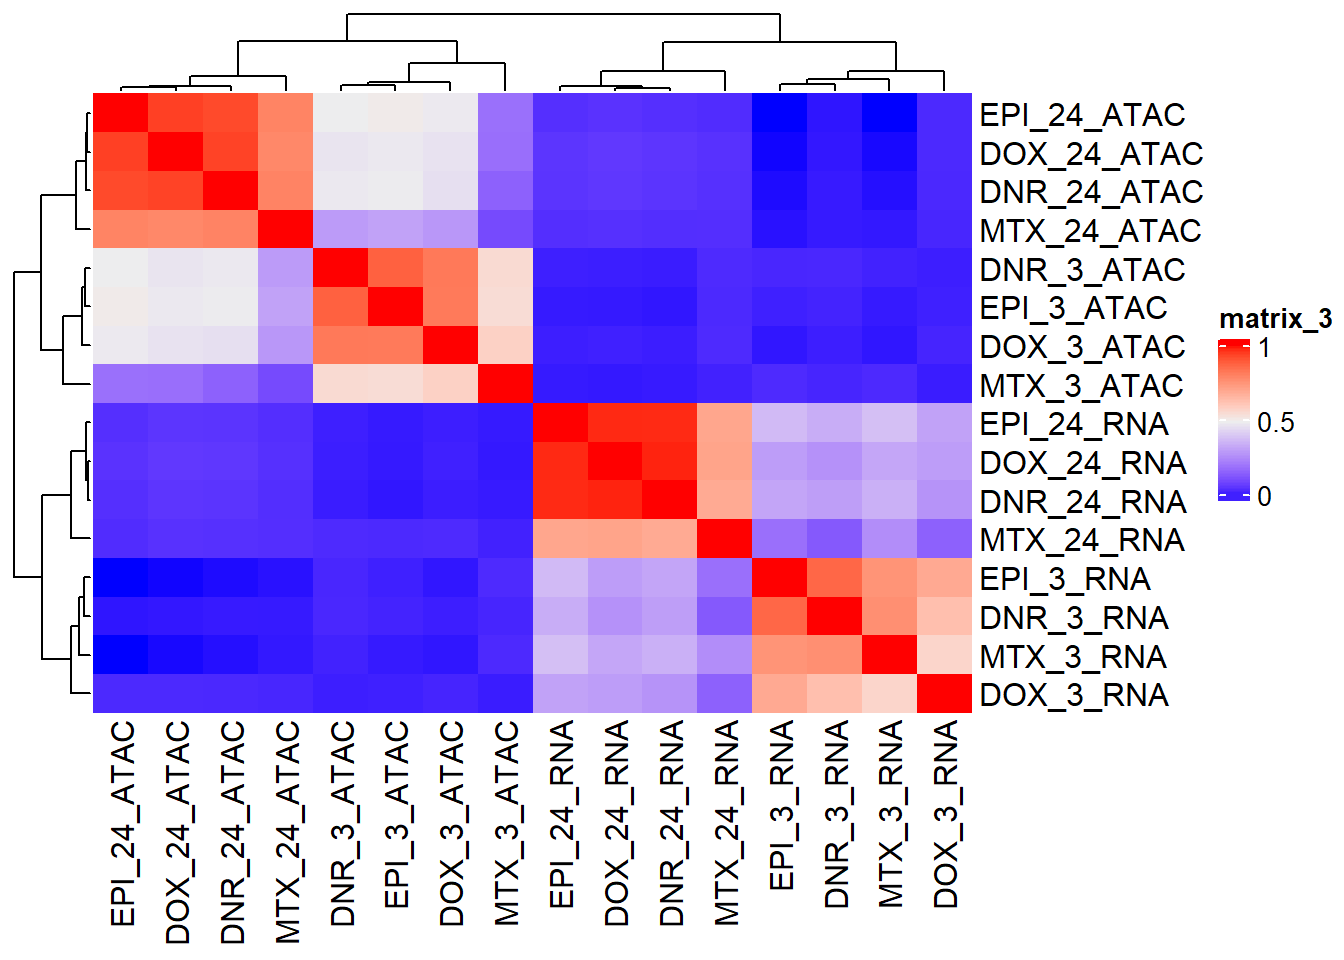 EPI_24_ATAC
DOX_24_ATAC
DNR_24_ATAC
MTX_24_ATAC
DNR_3_ATAC
EPI_3_ATAC
DOX_3_ATAC
MTX_3_ATAC
EPI_24_RNA
DOX_24_RNA
DNR_24_RNA
MTX_24_RNA
EPI_3_RNA
DNR_3_RNA
MTX_3_RNA
DOX_3_RNA
matrix_3
1
0.5
0
EPI_24_ATAC
DOX_24_ATAC
DNR_24_ATAC
MTX_24_ATAC
DNR_3_ATAC
EPI_3_ATAC
DOX_3_ATAC
MTX_3_ATAC
EPI_24_RNA
DOX_24_RNA
DNR_24_RNA
MTX_24_RNA
EPI_3_RNA
DNR_3_RNA
MTX_3_RNA
DOX_3_RNA